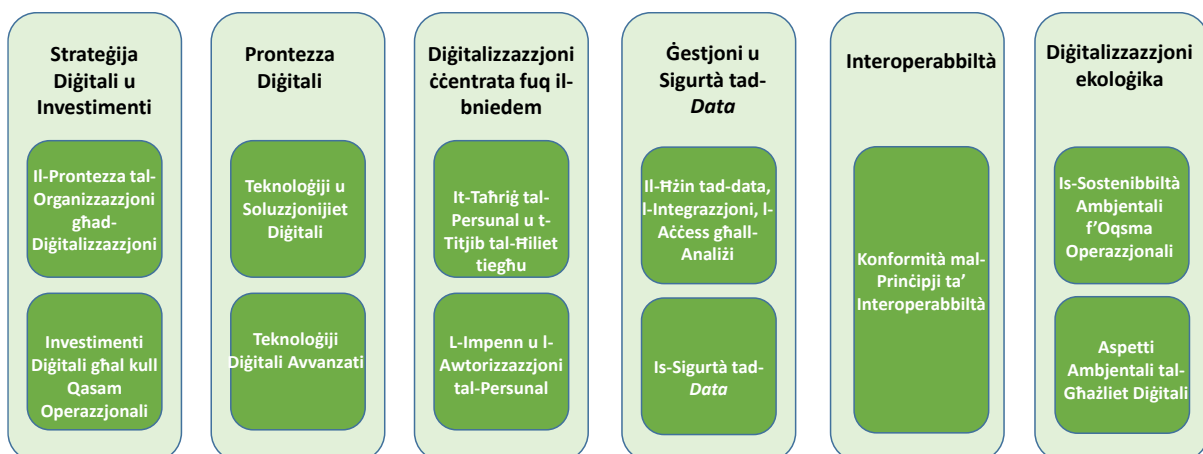 Strateġija
Diġitali u
Investimenti
Il-Prontezza tal-
Organizzazzjoni
għad-
Diġitalizzazzjoni
Investimenti
Diġitali għal kull
Qasam
Operazzjonali
Prontezza
Diġitali
Teknoloġiji u
Soluzzjonijiet
Diġitali
Teknoloġiji
Diġitali Avvanzati
Diġitalizzazzjoni
ċċentrata fuq il-
bniedem
It-Taħriġ tal-
Persunal u t-
Titjib tal-Ħiliet
tiegħu
L-Impenn u l-
Awtorizzazzjoni
tal-Persunal
Ġestjoni u
Sigurtà tad-
Data
Il-Ħżin tad-data,
l-Integrazzjoni, l-
Aċċess għall-
Analiżi
Is-Sigurtà tad-
Data
Interoperabbiltà
Konformità mal-
Prinċipji ta’
Interoperabbiltà
Diġitalizzazzjoni
ekoloġika
Is-Sostenibbiltà
Ambjentali
f’Oqsma
Operazzjonali
Aspetti
Ambjentali tal-
Għażliet Diġitali